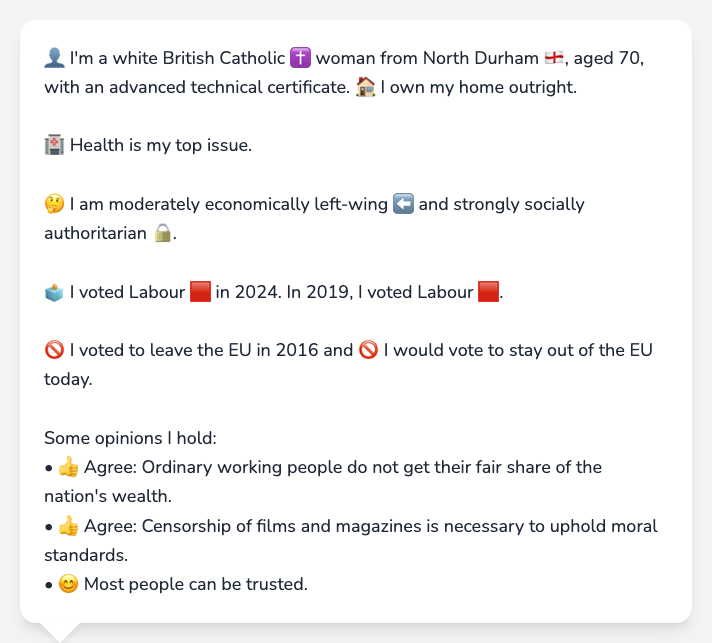 👤 I'm a white British Catholic ✝️ woman from North Durham 🏴󠁧󠁢󠁥󠁮󠁧󠁿, aged 70,
with an advanced technical certificate. 🏠 I own my home outright.
🏥 Health is my top issue.
🤔 I am moderately economically left-wing ⬅️ and strongly socially
authoritarian 🔒.
🗳️ I voted Labour 🟥 in 2024. In 2019, I voted Labour 🟥.
🚫 I voted to leave the EU in 2016 and 🚫 I would vote to stay out of the EU
today.
Some opinions I hold:
• 👍 Agree: Ordinary working people do not get their fair share of the
nation's wealth.
• 👍 Agree: Censorship of films and magazines is necessary to uphold moral
standards.
• 😊 Most people can be trusted.